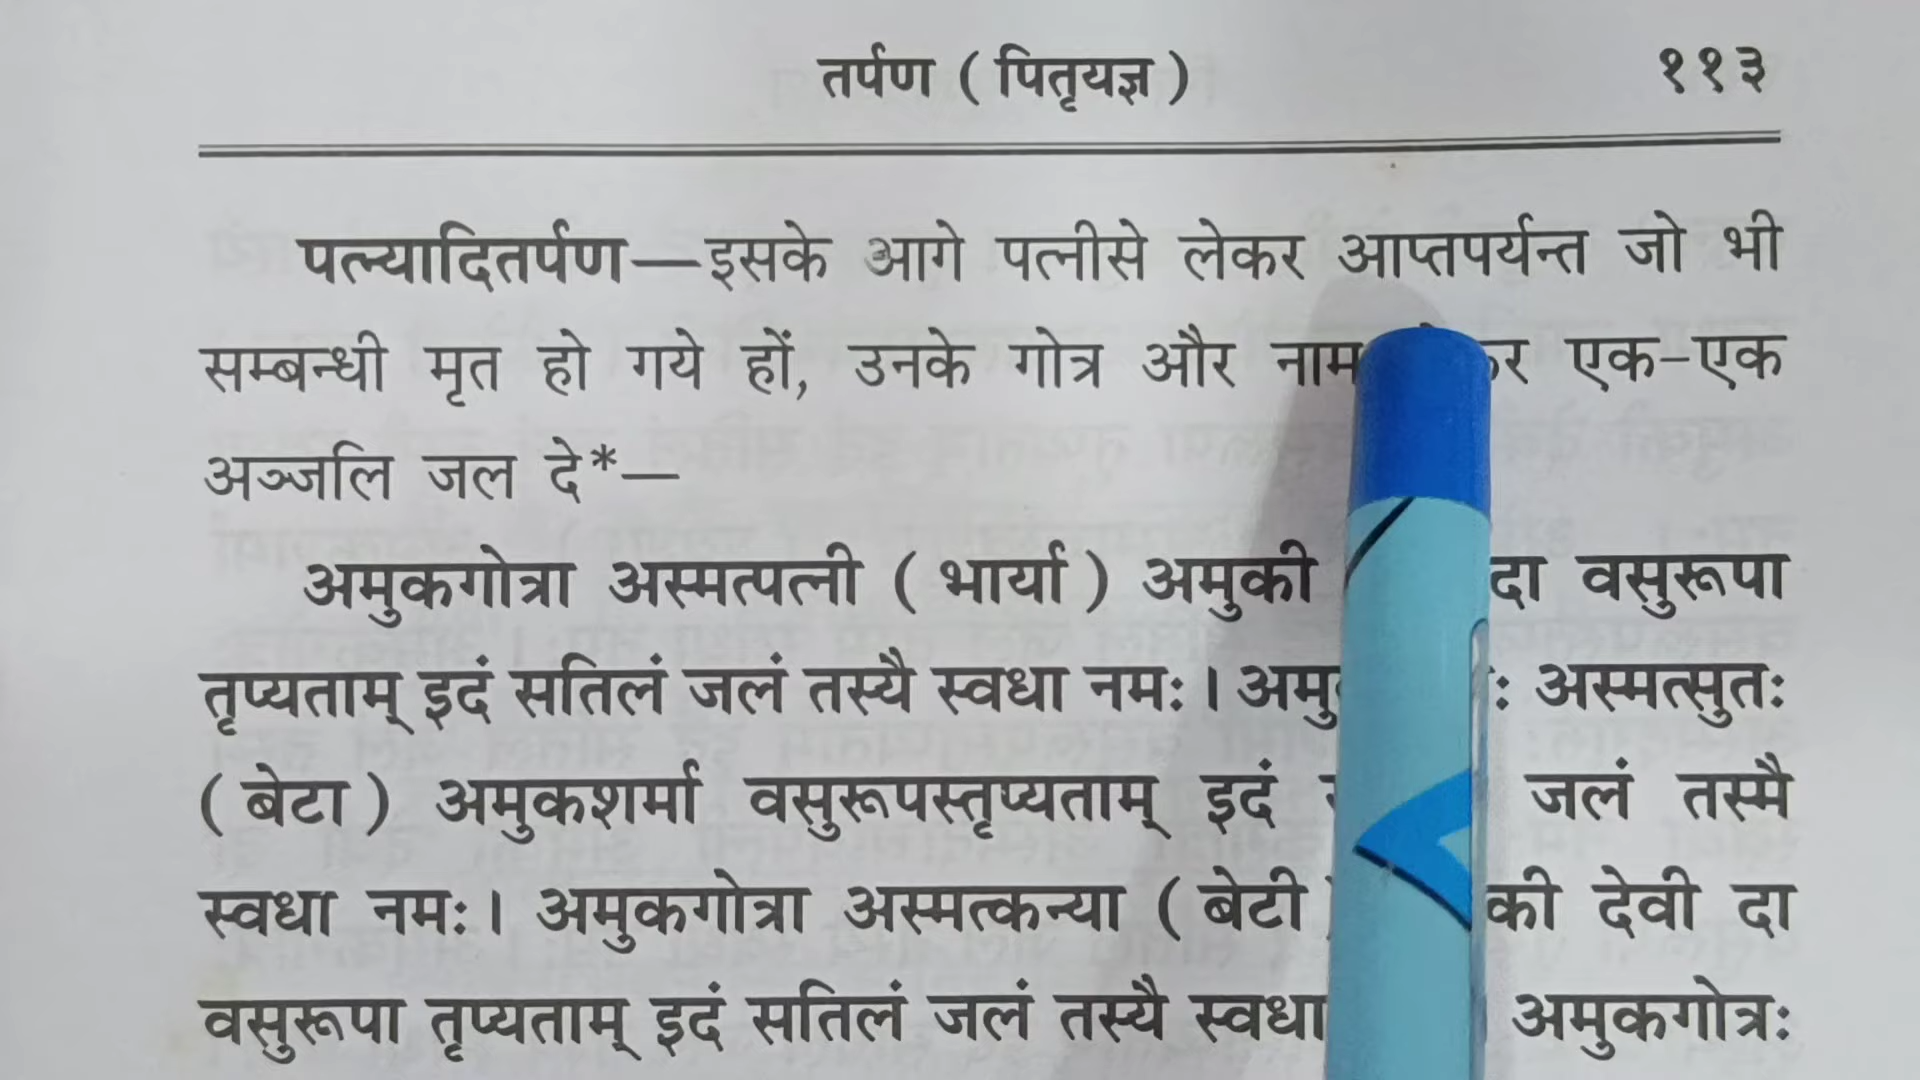 तर्पण ( पितृयज्ञ ) ११३
पत्न्यादितर्पण—इसके आगे पत्नीसे लेकर आप्तपर्यन्त जो भी
सम्बन्धी मृत हो गये हों, उनके गोत्र और नाम एक-एक
अञ्जलि जल दे*—
अमुकगोत्रा अस्मत्पत्नी ( भार्या ) अमुकी दा वसुरूपा
तृप्यताम् इदं सतिलं जलं तस्यै स्वधा नमः। अस्मत्सुतः
( बेटा ) अमुकशर्मा वसुरूपस्तृप्यताम् इदं जलं तस्मै
स्वधा नमः। अमुकगोत्रा अस्मत्कन्या ( बेटी देवी दा
वसुरूपा तृप्यताम् इदं सतिलं जलं तस्यै स्वधा अमुकगोत्रः